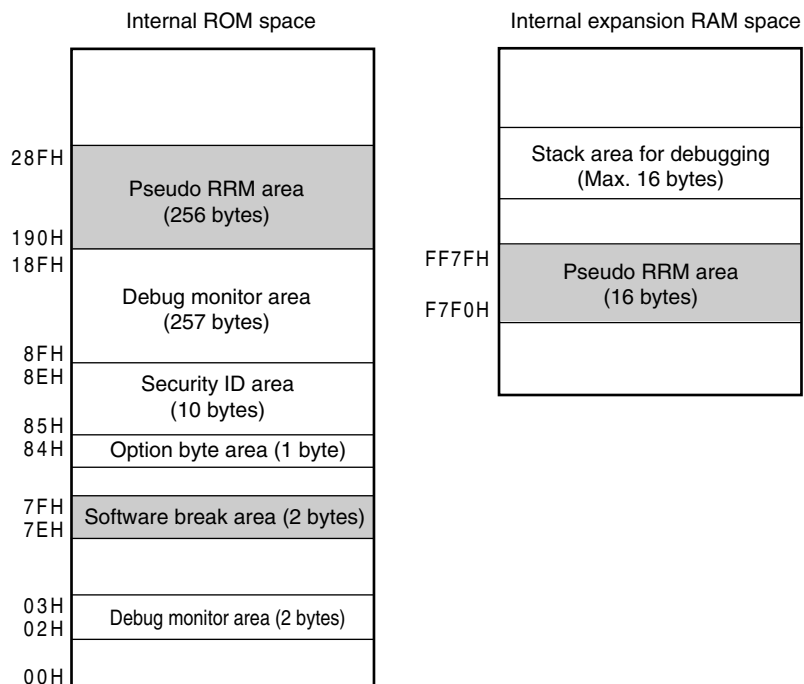 Internal ROM space
28FH
Pseudo RRM area
(256 bytes)
190H
18FH
Debug monitor area
(257 bytes)
8FH
8EH
Security ID area
(10 bytes)
85H
84H
Option byte area (1 byte)
7FH
Software break area (2 bytes)
7EH
03H
Debug monitor area (2 bytes)
02H
00H
Internal expansion RAM space
Stack area for debugging
(Max. 16 bytes)
FF7FH
Pseudo RRM area
(16 bytes)
F7F0H